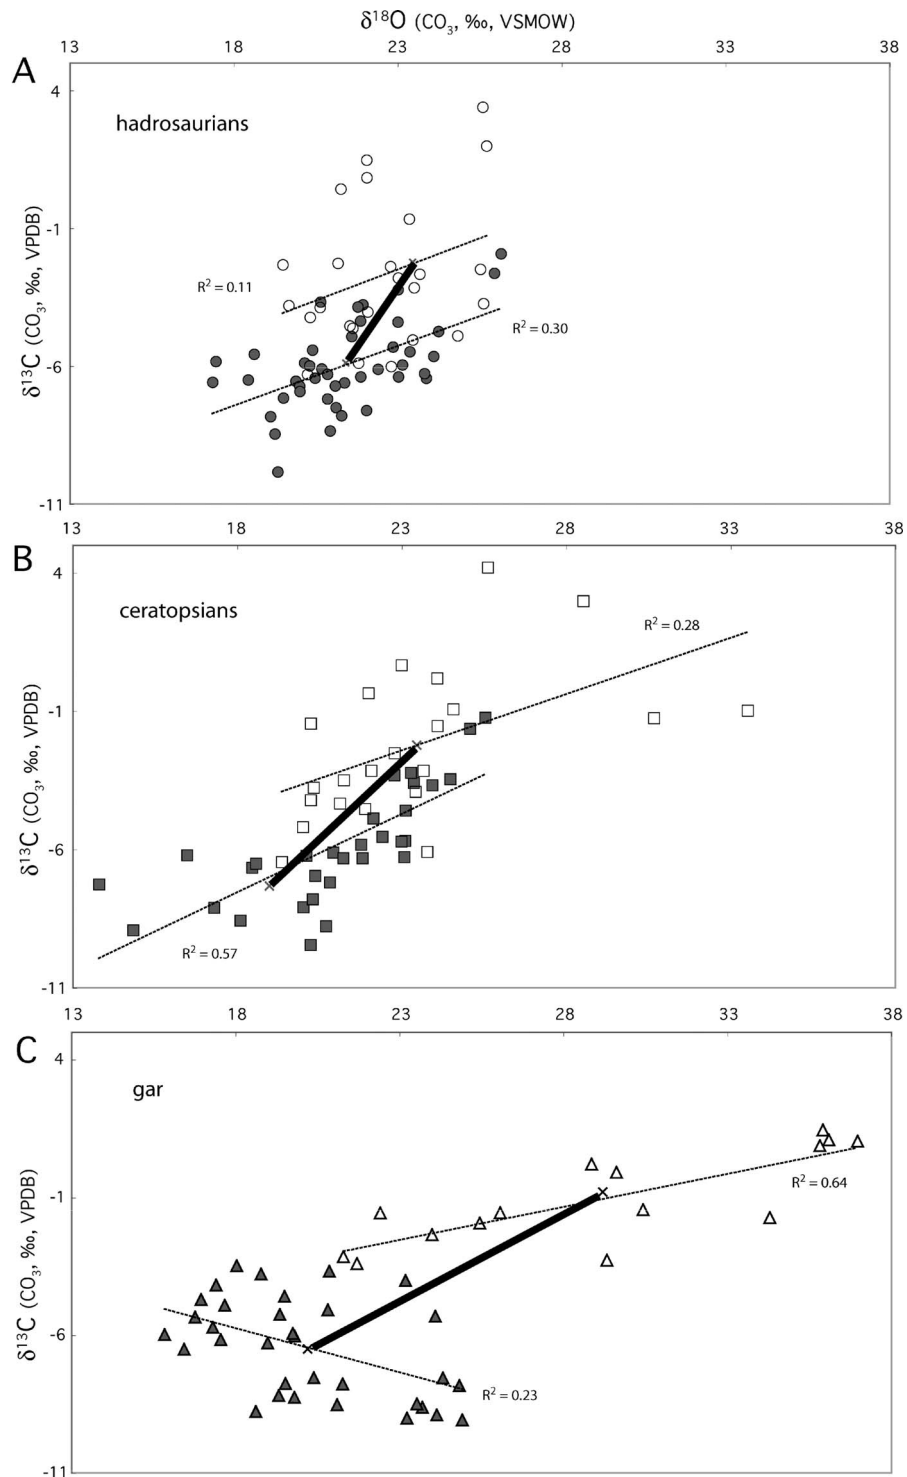 δ¹⁸O (CO₃, ‰, VSMOW)
13 18 23 28 33 38
A
4
hadrosaurians
-1
δ¹³C (CO₃, ‰, VPDB)
R² = 0.11
R² = 0.30
-6
-11
13 18 23 28 33 38
B
4
ceratopsians
R² = 0.28
-1
δ¹³C (CO₃, ‰, VPDB)
-6
R² = 0.57
-11
13 18 23 28 33 38
C
4
gar
R² = 0.64
-1
δ¹³C (CO₃, ‰, VPDB)
-6
R² = 0.23
-11